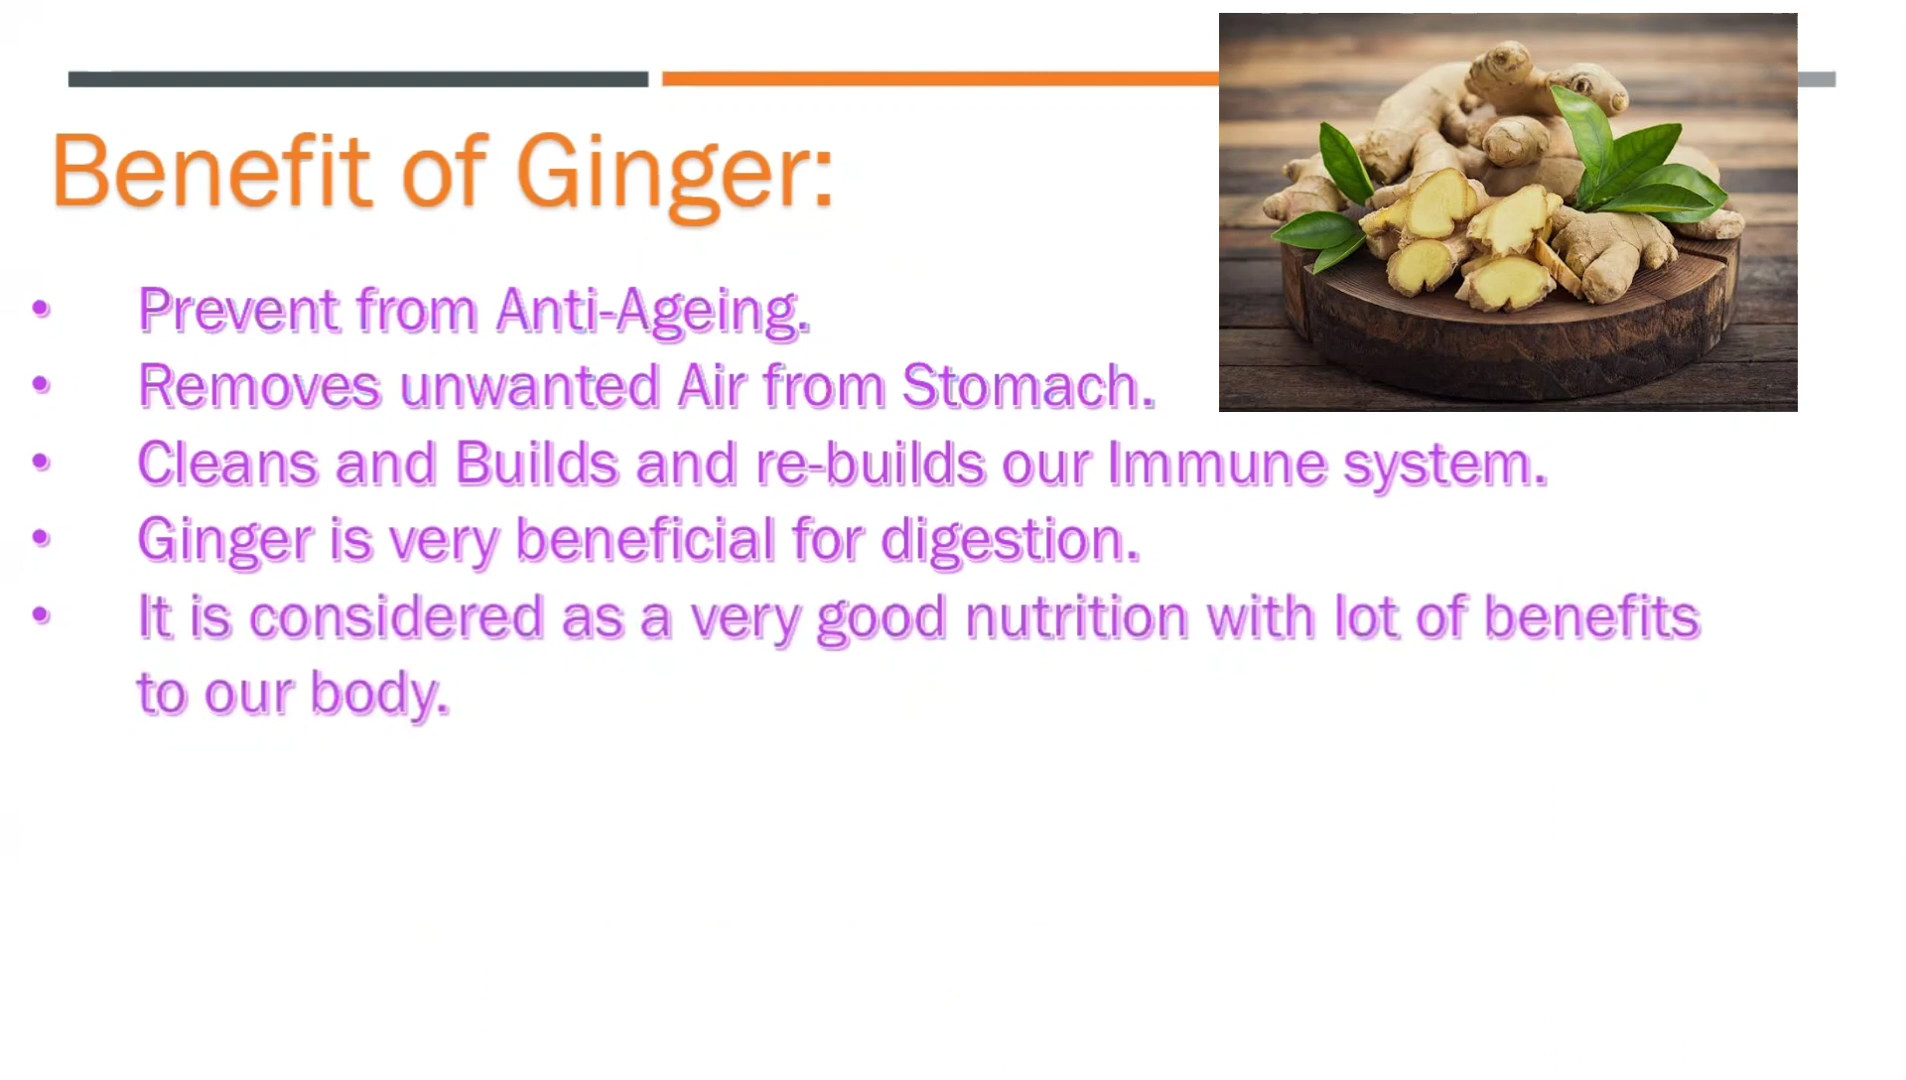 Benefit of Ginger:
• Prevent from Anti-Ageing.
• Removes unwanted Air from Stomach.
• Cleans and Builds and re-builds our Immune system.
• Ginger is very beneficial for digestion.
• It is considered as a very good nutrition with lot of benefits
to our body.